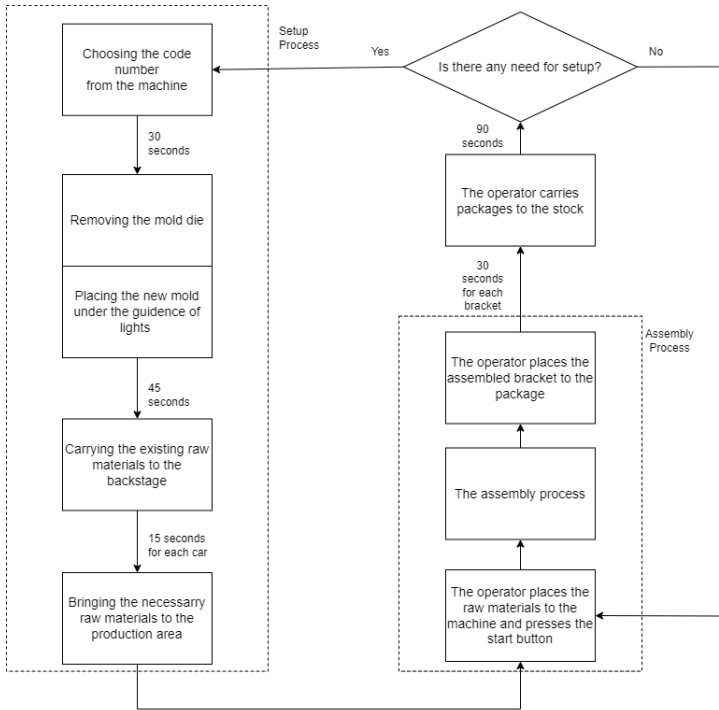 Choosing the code
number
from the machine
Setup
Process
Yes
Is there any need for setup?
No
30
seconds
90
seconds
Removing the mold die
The operator carries
packages to the stock
Placing the new mold
under the guidence of
lights
30
seconds
for each
bracket
Assembly
Process
45
seconds
The operator places the
assembled bracket to the
package
Carrying the existing raw
materials to the
backstage
The assembly process
15 seconds
for each car
Bringing the necessarry
raw materials to the
production area
The operator places the
raw materials to the
machine and presses the
start button